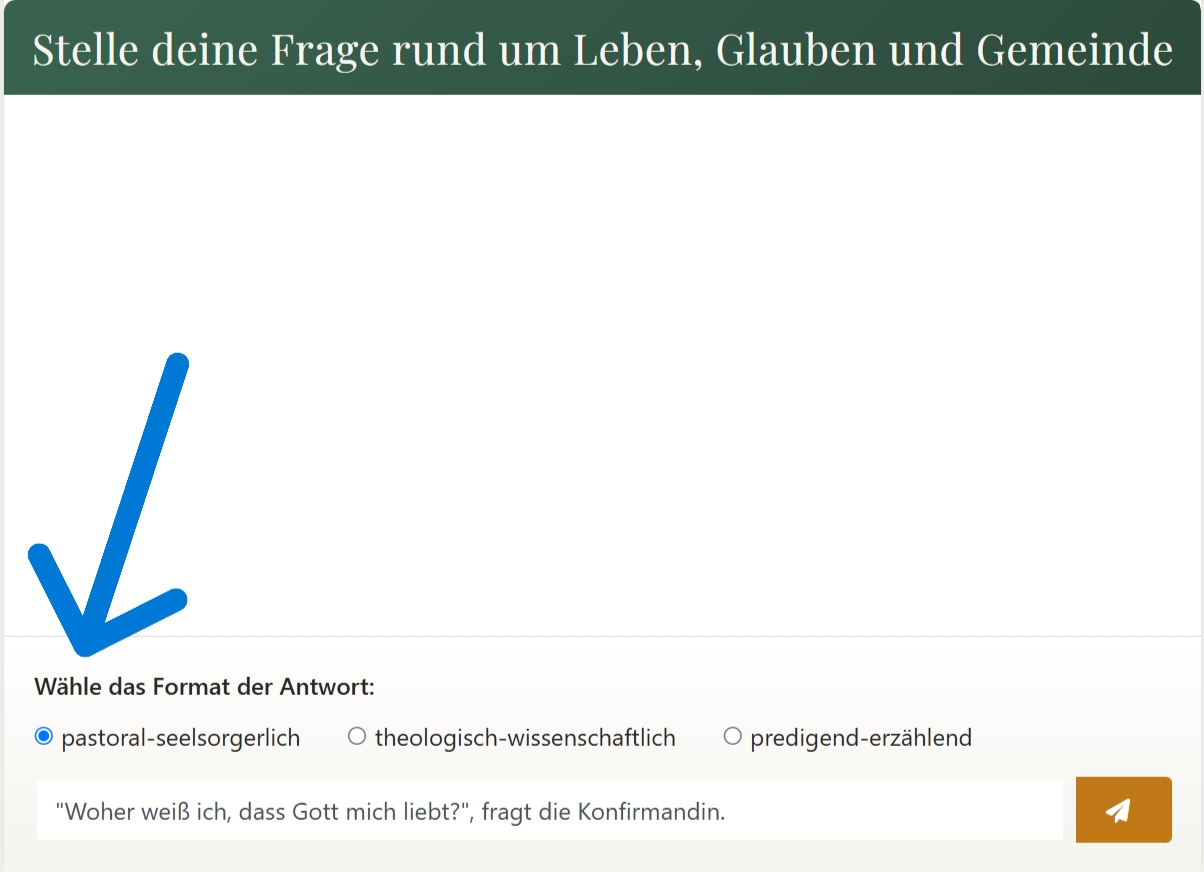 Stelle deine Frage rund um Leben, Glauben und Gemeinde
Wähle das Format der Antwort:
pastoral-seelsorgerlich theologisch-wissenschaftlich predigend-erzählend
"Woher weiß ich, dass Gott mich liebt?", fragt die Konfirmandin.